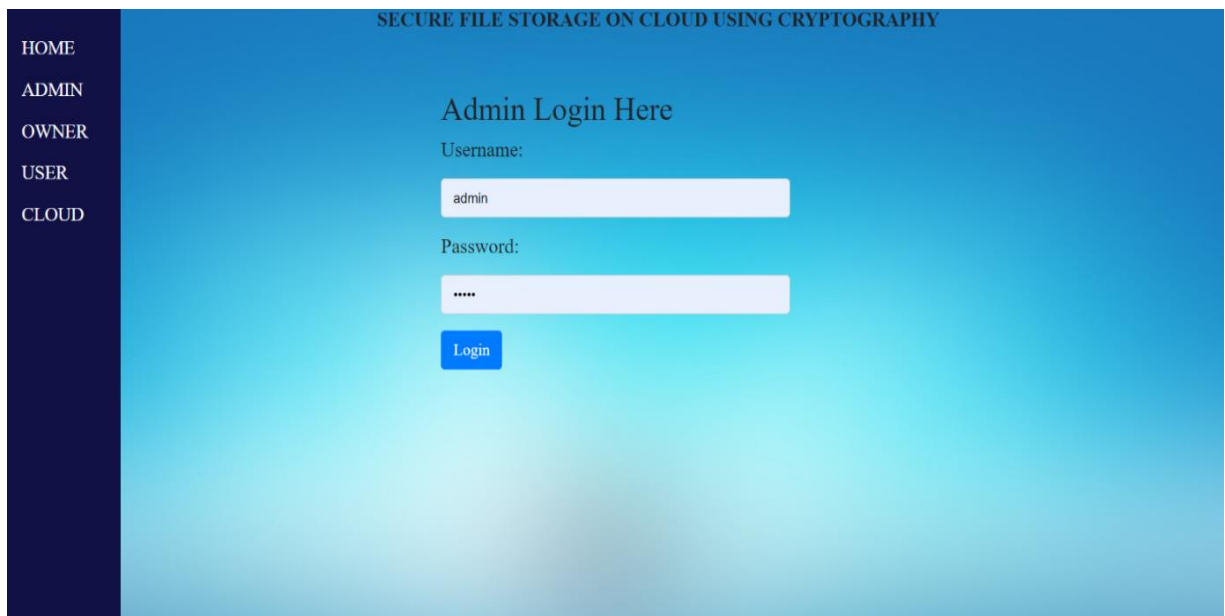 SECURE FILE STORAGE ON CLOUD USING CRYPTOGRAPHY
HOME
ADMIN
OWNER
USER
CLOUD
Admin Login Here
Username:
admin
Password:
•••••
Login